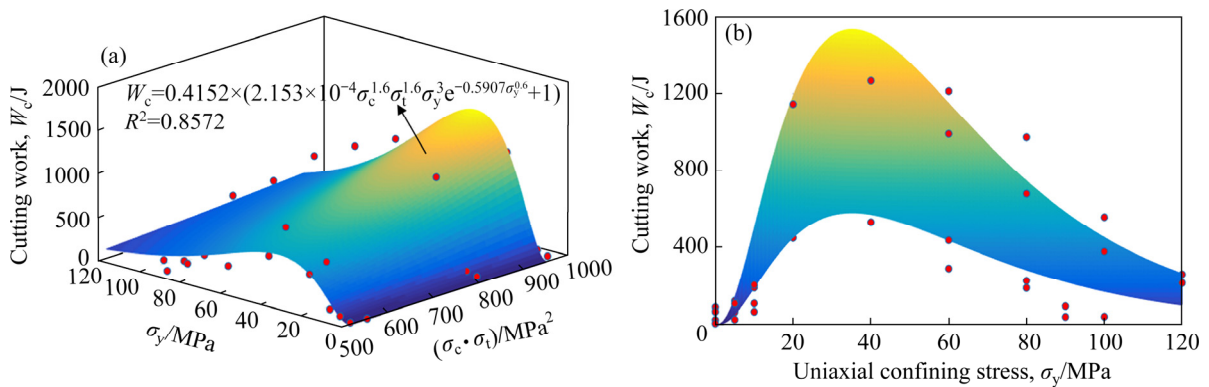 (a)
2000
1500
1000
500
0
Cutting work, W_c/J
W_c=0.4152×(2.153×10^−4σ_c^1.6σ_t^1.6σ_y^3e^−0.5907σ_y^0.6+1)
R^2=0.8572
120 100 80 60 40 20 0
σ_y/MPa
500 600 700 800 900 1000
(σ_c•σ_t)/MPa^2
(b)
1600
1200
800
400
0
Cutting work, W_c/J
20 40 60 80 100 120
Uniaxial confining stress, σ_y/MPa